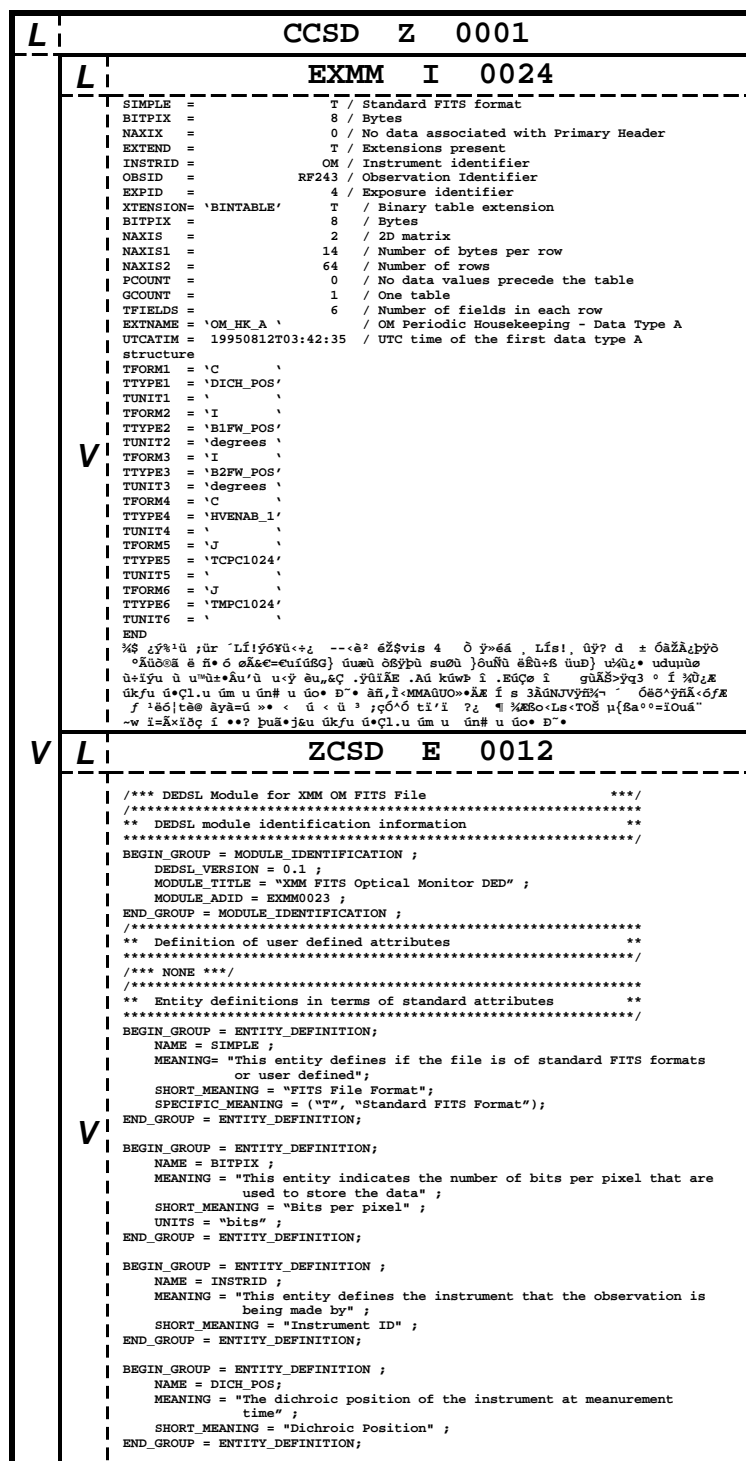 L CCSD Z 0001
L EXMM I 0024
SIMPLE = T / Standard FITS format
BITPIX = 8 / Bytes
NAXIX = 0 / No data associated with Primary Header
EXTEND = T / Extensions present
INSTRID = OM / Instrument identifier
OBSID = RF243 / Observation Identifier
EXPID = 4 / Exposure identifier
XTENSION= ‘BINTABLE’ T / Binary table extension
BITPIX = 8 / Bytes
NAXIS = 2 / 2D matrix
NAXIS1 = 14 / Number of bytes per row
NAXIS2 = 64 / Number of rows
PCOUNT = 0 / No data values precede the table
GCOUNT = 1 / One table
TFIELDS = 6 / Number of fields in each row
EXTNAME = ‘OM_HK_A ‘ / OM Periodic Housekeeping - Data Type A
UTCATIM = 19950812T03:42:35 / UTC time of the first data type A
structure
TFORM1 = ‘C ‘
TTYPE1 = ‘DICH_POS’
TUNIT1 = ‘ ‘
TFORM2 = ‘I ‘
TTYPE2 = ‘B1FW_POS’
TUNIT2 = ‘degrees ‘
TFORM3 = ‘I ‘
V
TTYPE3 = ‘B2FW_POS’
TUNIT3 = ‘degrees ‘
TFORM4 = ‘C ‘
TTYPE4 = ‘HVENAB_1’
TUNIT4 = ‘ ‘
TFORM5 = ‘J ‘
TTYPE5 = ‘TCPC1024’
TUNIT5 = ‘ ‘
TFORM6 = ‘J ‘
TTYPE6 = ‘TMPC1024’
TUNIT6 = ‘ ‘
END
V L ZCSD E 0012
/*** DEDSL Module for XMM OM FITS File ***/
/***************************************************************
** DEDSL module identification information **
***************************************************************/
BEGIN_GROUP = MODULE_IDENTIFICATION ;
DEDSL_VERSION = 0.1 ;
MODULE_TITLE = “XMM FITS Optical Monitor DED” ;
MODULE_ADID = EXMM0023 ;
END_GROUP = MODULE_IDENTIFICATION ;
/***************************************************************
** Definition of user defined attributes **
***************************************************************/
/*** NONE ***/
/***************************************************************
** Entity definitions in terms of standard attributes **
***************************************************************/
BEGIN_GROUP = ENTITY_DEFINITION;
NAME = SIMPLE ;
MEANING= "This entity defines if the file is of standard FITS formats
or user defined";
SHORT_MEANING = “FITS File Format";
SPECIFIC_MEANING = (“T”, “Standard FITS Format”);
END_GROUP = ENTITY_DEFINITION;
V
BEGIN_GROUP = ENTITY_DEFINITION;
NAME = BITPIX ;
MEANING = "This entity indicates the number of bits per pixel that are
used to store the data" ;
SHORT_MEANING = “Bits per pixel" ;
UNITS = “bits” ;
END_GROUP = ENTITY_DEFINITION;
BEGIN_GROUP = ENTITY_DEFINITION ;
NAME = INSTRID ;
MEANING = "This entity defines the instrument that the observation is
being made by" ;
SHORT_MEANING = "Instrument ID" ;
END_GROUP = ENTITY_DEFINITION;
BEGIN_GROUP = ENTITY_DEFINITION ;
NAME = DICH_POS;
MEANING = "The dichroic position of the instrument at meanurement
time” ;
SHORT_MEANING = "Dichroic Position" ;
END_GROUP = ENTITY_DEFINITION;